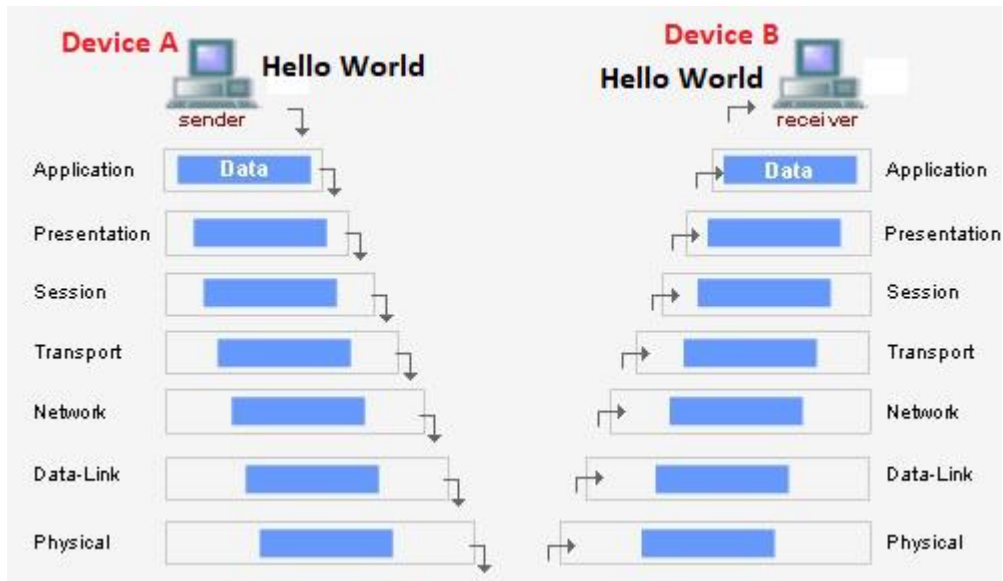 Device A
Hello World
sender
Device B
Hello World
receiver
Application Data Data Application
Presentation Presentation
Session Session
Transport Transport
Network Network
Data-Link Data-Link
Physical Physical